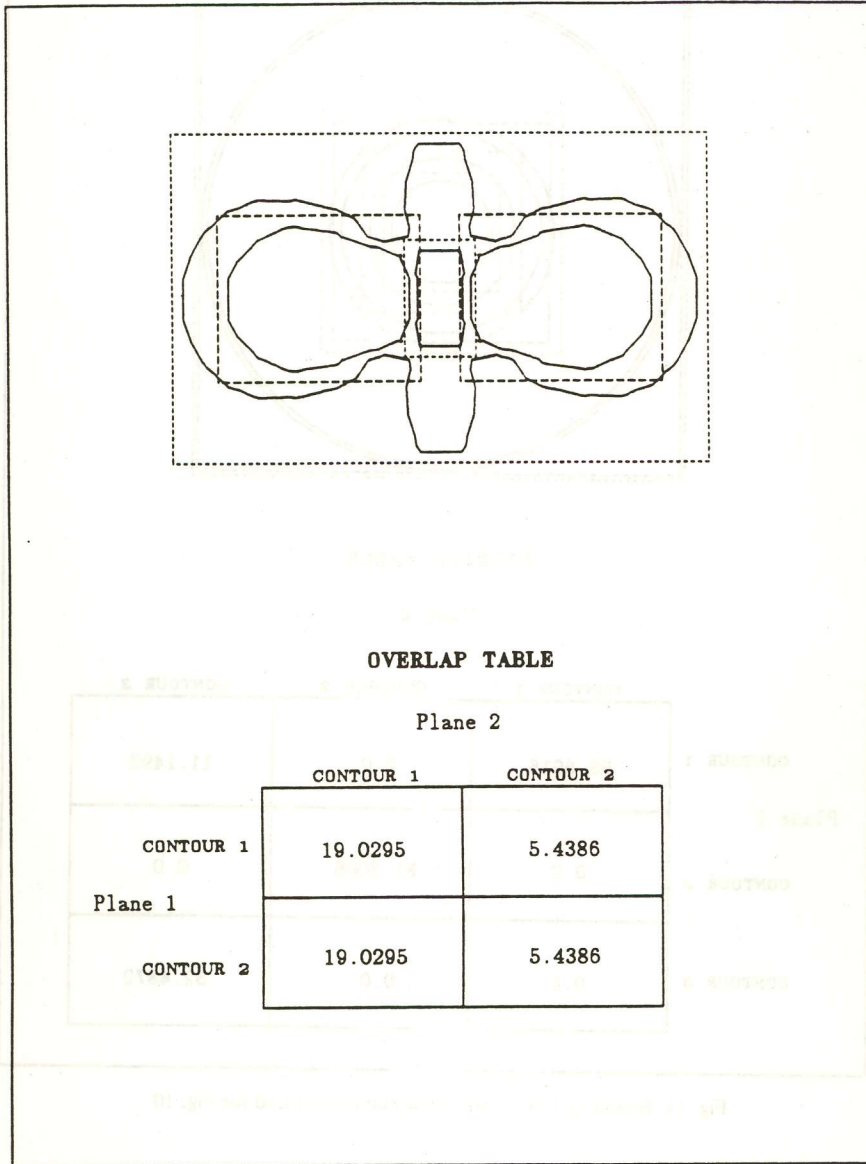 OVERLAP TABLE
Plane 2
CONTOUR 1 CONTOUR 2
CONTOUR 1 19.0295 5.4386
Plane 1
CONTOUR 2 19.0295 5.4386